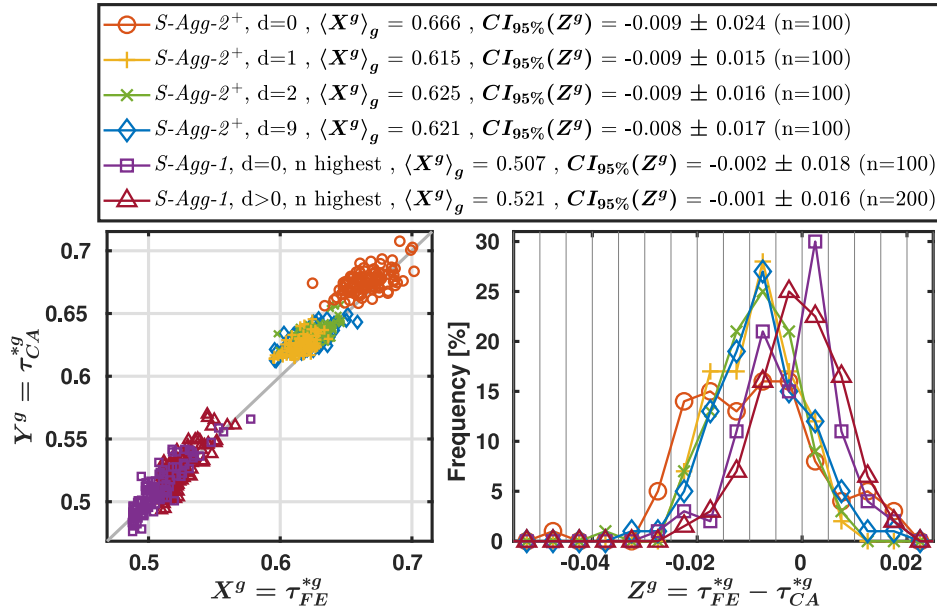 S-Agg-2⁺, d=0 , ⟨X^g⟩_g = 0.666 , CI_95%(Z^g) = -0.009 ± 0.024 (n=100)
S-Agg-2⁺, d=1 , ⟨X^g⟩_g = 0.615 , CI_95%(Z^g) = -0.009 ± 0.015 (n=100)
S-Agg-2⁺, d=2 , ⟨X^g⟩_g = 0.625 , CI_95%(Z^g) = -0.009 ± 0.016 (n=100)
S-Agg-2⁺, d=9 , ⟨X^g⟩_g = 0.621 , CI_95%(Z^g) = -0.008 ± 0.017 (n=100)
S-Agg-1, d=0, n highest , ⟨X^g⟩_g = 0.507 , CI_95%(Z^g) = -0.002 ± 0.018 (n=100)
S-Agg-1, d>0, n highest , ⟨X^g⟩_g = 0.521 , CI_95%(Z^g) = -0.001 ± 0.016 (n=200)
Y^g = τ_CA^*g
0.7
0.65
0.6
0.55
0.5
0.5 0.6 0.7
X^g = τ_FE^*g
Frequency [%]
30
25
20
15
10
5
0
-0.04 -0.02 0 0.02
Z^g = τ_FE^*g − τ_CA^*g